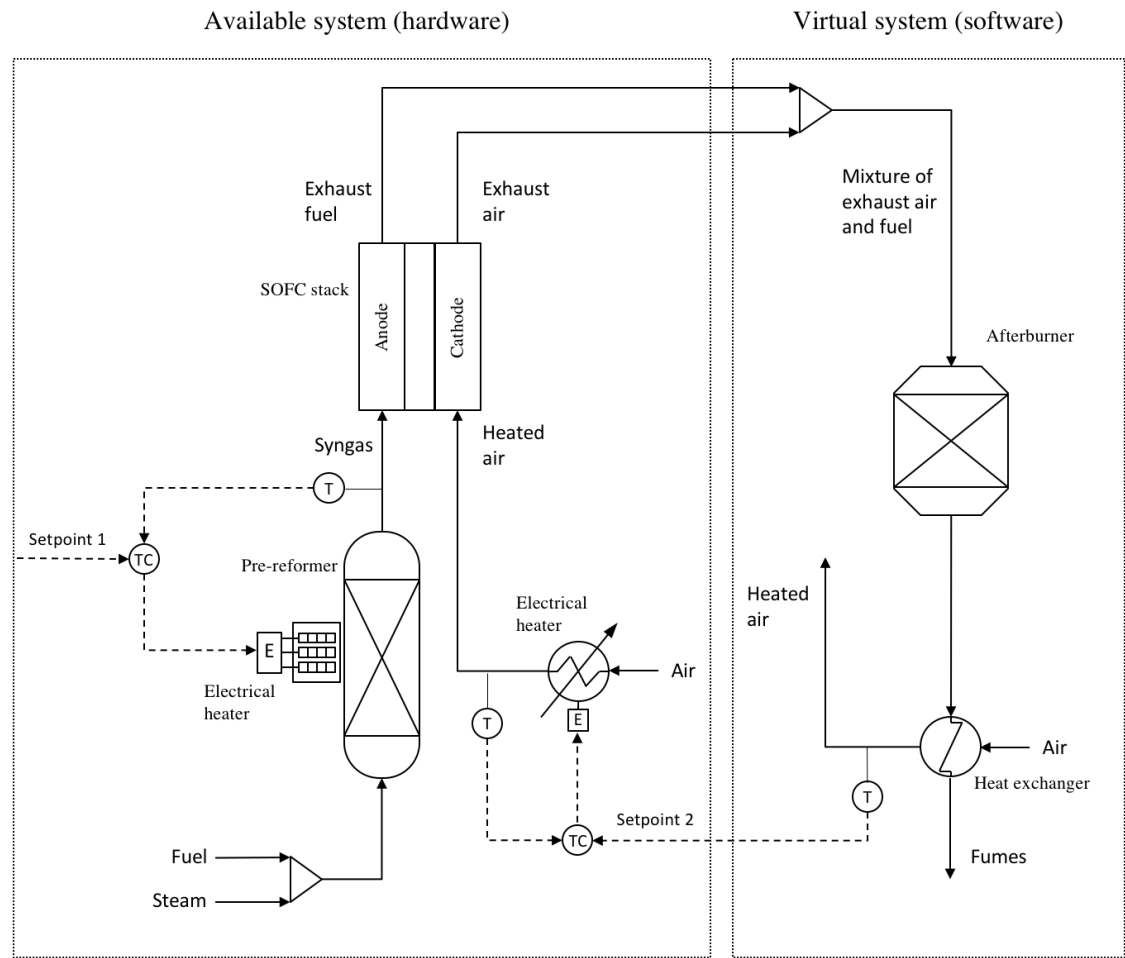 Available system (hardware)
Virtual system (software)
Exhaust
fuel
Exhaust
air
Mixture of
exhaust air
and fuel
SOFC stack
Anode
Cathode
Afterburner
Syngas
Heated
air
T
Setpoint 1
TC
Pre-reformer
Electrical
heater
E
Electrical
heater
Air
T
E
Heated
air
Air
Heat exchanger
T
Setpoint 2
TC
Fuel
Steam
Fumes